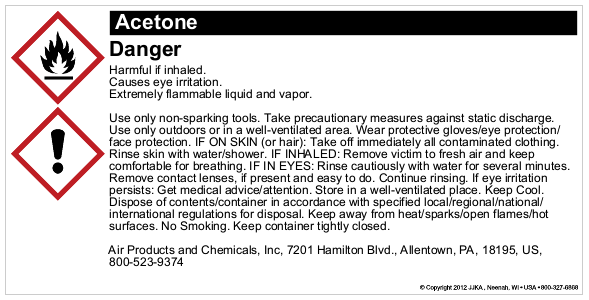 Acetone
Danger
Harmful if inhaled.
Causes eye irritation.
Extremely flammable liquid and vapor.
Use only non-sparking tools. Take precautionary measures against static discharge.
Use only outdoors or in a well-ventilated area. Wear protective gloves/eye protection/
face protection. IF ON SKIN (or hair): Take off immediately all contaminated clothing.
Rinse skin with water/shower. IF INHALED: Remove victim to fresh air and keep
comfortable for breathing. IF IN EYES: Rinse cautiously with water for several minutes.
Remove contact lenses, if present and easy to do. Continue rinsing. If eye irritation
persists: Get medical advice/attention. Store in a well-ventilated place. Keep Cool.
Dispose of contents/container in accordance with specified local/regional/national/
international regulations for disposal. Keep away from heat/sparks/open flames/hot
surfaces. No Smoking. Keep container tightly closed.
Air Products and Chemicals, Inc, 7201 Hamilton Blvd., Allentown, PA, 18195, US,
800-523-9374
© Copyright 2012 JJKA, Neenah, WI • USA • 800-327-6868